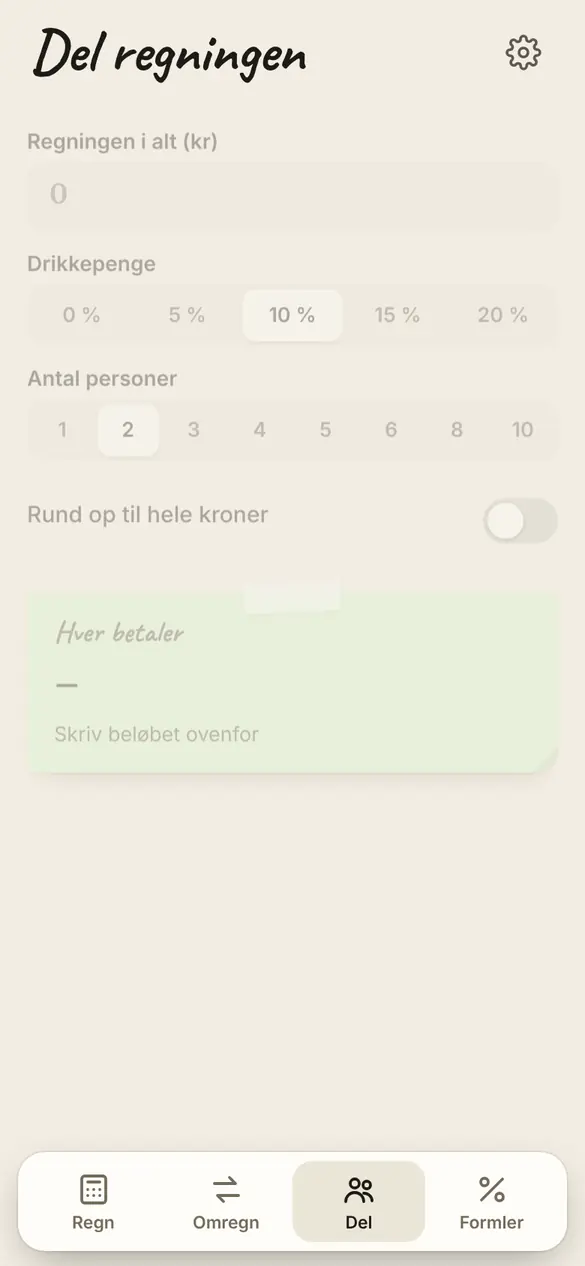 Del regningen
Regningen i alt (kr)
0
Drikkepenge
0 % 5 % 10 % 15 % 20 %
Antal personer
1 2 3 4 5 6 8 10
Rund op til hele kroner
Hver betaler
—
Skriv beløbet ovenfor
Regn Omregn Del Formler